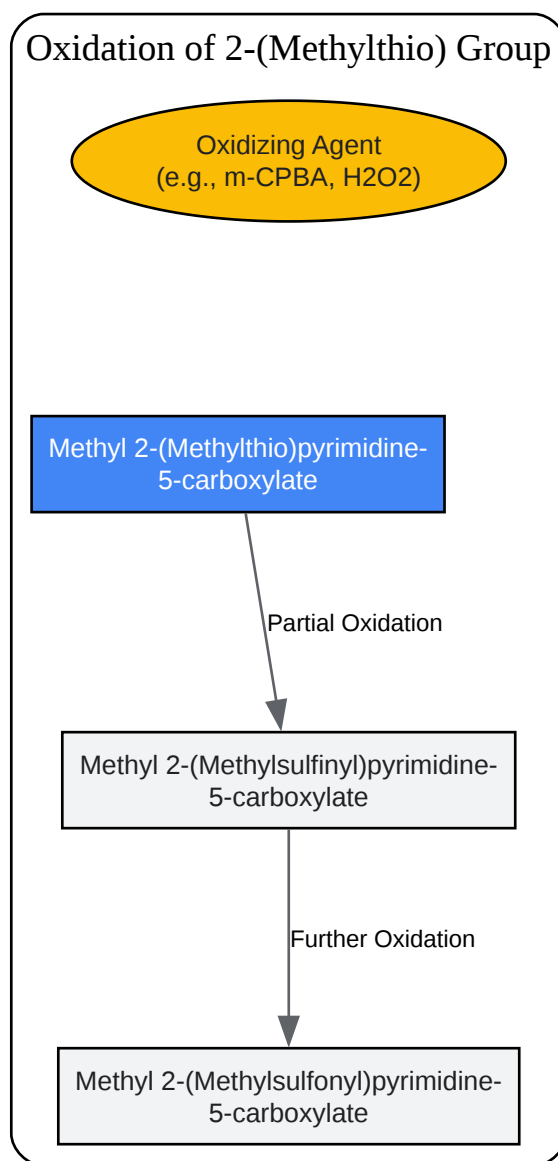 Oxidation of 2-(Methylthio) Group
Oxidizing Agent
(e.g., m-CPBA, H2O2)
Methyl 2-(Methylthio)pyrimidine-
5-carboxylate
Partial Oxidation
Methyl 2-(Methylsulfinyl)pyrimidine-
5-carboxylate
Further Oxidation
Methyl 2-(Methylsulfonyl)pyrimidine-
5-carboxylate